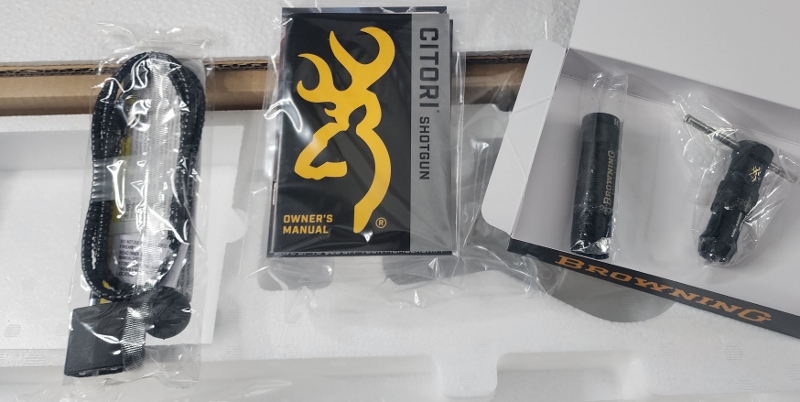 CITORI SHOTGUN
OWNER'S
MANUAL
®
BROWNING
BROWNING